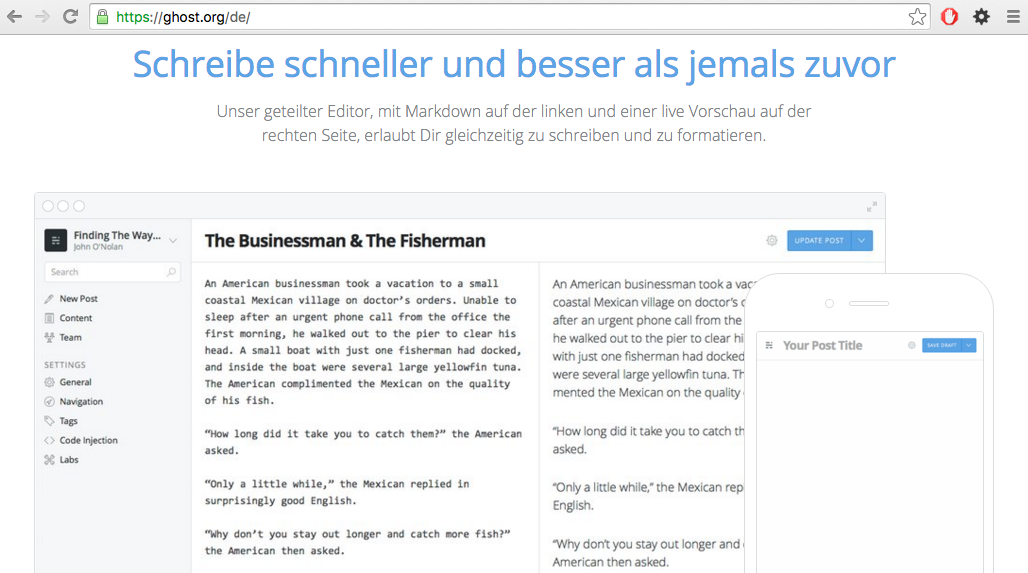 https://ghost.org/de/
Schreibe schneller und besser als jemals zuvor
Unser geteilter Editor, mit Markdown auf der linken und einer live Vorschau auf der
rechten Seite, erlaubt Dir gleichzeitig zu schreiben und zu formatieren.
Finding The Way...
John O'Nolan
Search
New Post
Content
Team
SETTINGS
General
Navigation
Tags
Code Injection
Labs
The Businessman & The Fisherman
UPDATE POST
An American businessman took a vacation to a small
coastal Mexican village on doctor's orders. Unable to
sleep after an urgent phone call from the office the
first morning, he walked out to the pier to clear his
head. A small boat with just one fisherman had docked,
and inside the boat were several large yellowfin tuna.
The American complimented the Mexican on the quality
of his fish.
“How long did it take you to catch them?” the American
asked.
“Only a little while,” the Mexican replied in
surprisingly good English.
“Why don't you stay out longer and catch more fish?”
the American then asked.
An American businessman took a vac
coastal Mexican village on doctor's o
after an urgent phone call from the
he walked out to the pier to clear hi
with just one fisherman had docked
were several large yellowfin tuna. Th
mented the Mexican on the quality
“How long did it take you to catch th
asked.
“Only a little while,” the Mexican rep
English.
“Why don't you stay out longer and
American then asked.
Your Post Title
SAVE DRAFT